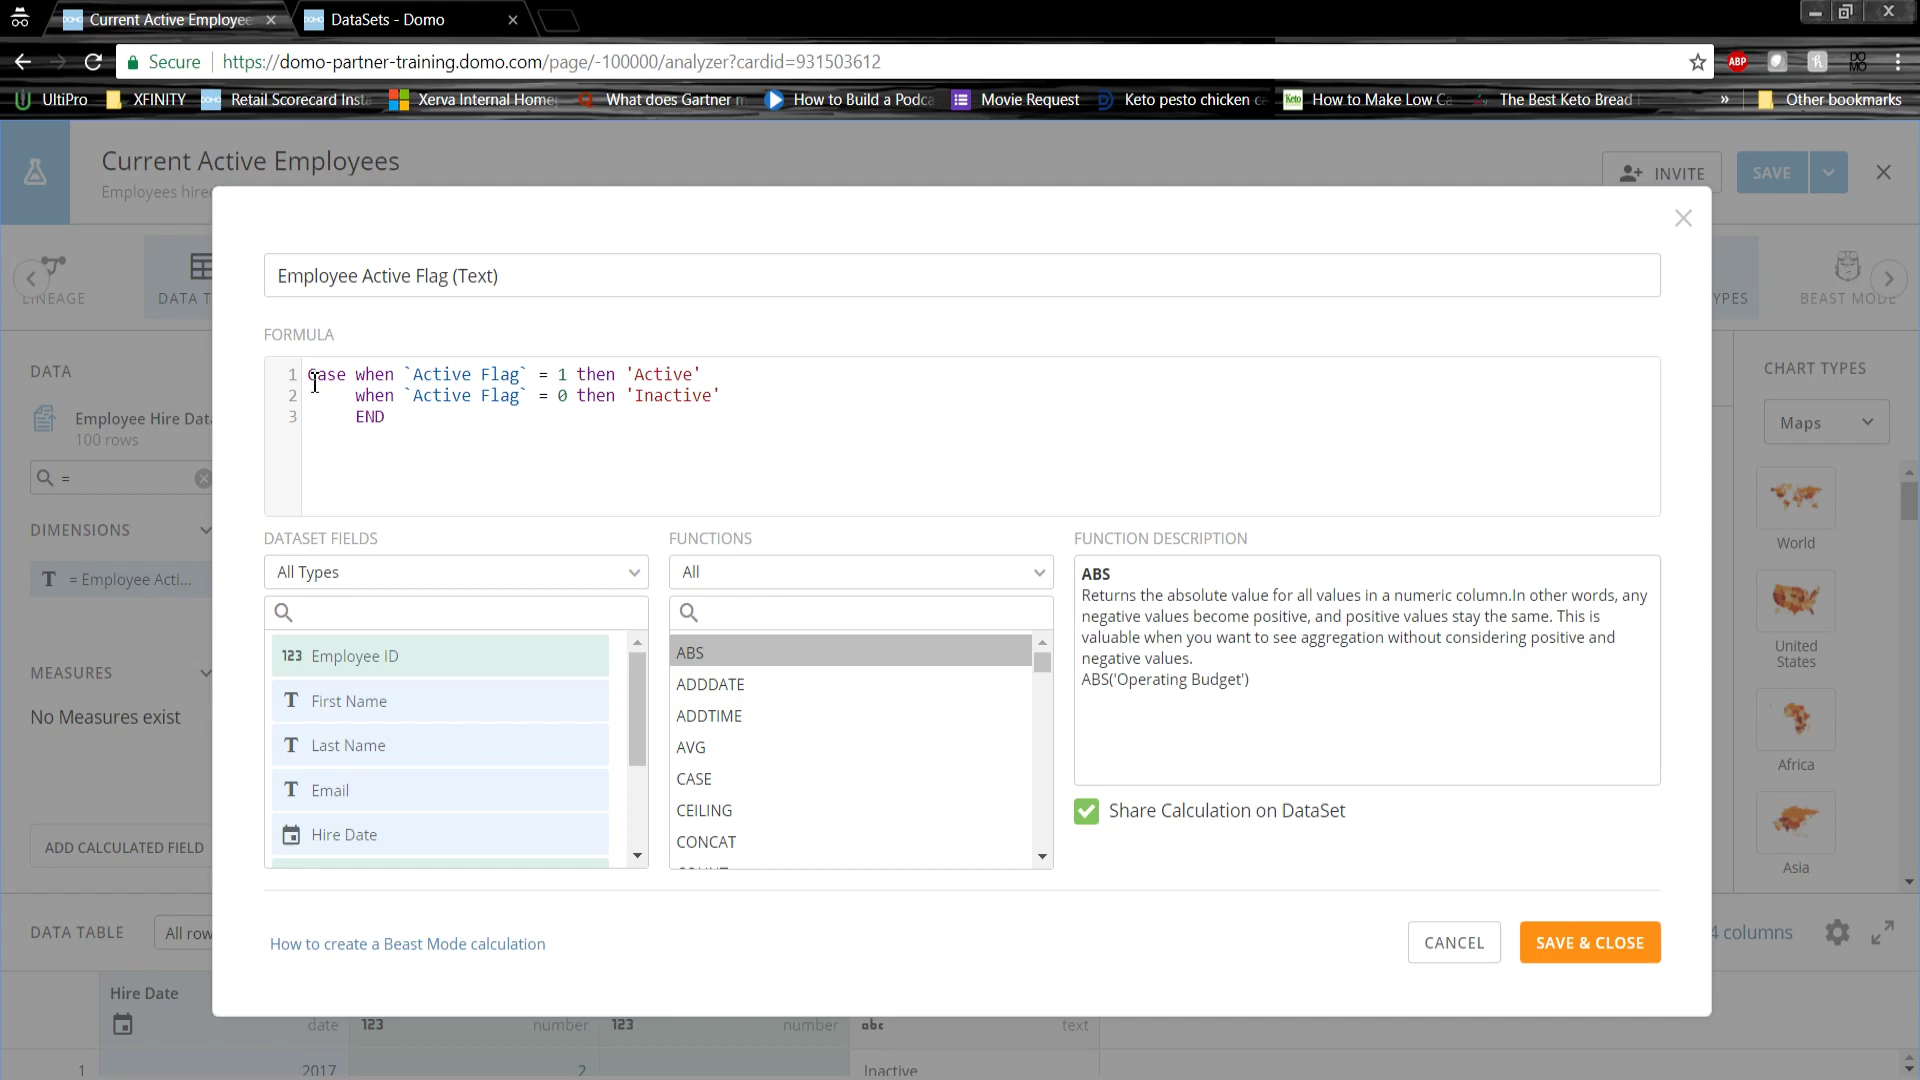 Current Active Employee
DataSets - Domo
Secure
https://domo-partner-training.domo.com/page/-100000/analyzer?cardid=931503612
ABP
DO
MO
UltiPro
XFINITY
Retail Scorecard Insta
Xerva Internal Home
What does Gartner
How to Build a Podca
Movie Request
Keto pesto chicken
How to Make Low Ca
The Best Keto Bread
»
Other bookmarks
Current Active Employees
Employees hire
INVITE
SAVE
LINEAGE
DATA T
YPES
BEAST MODE
DATA
Employee Hire Dat
100 rows
=
DIMENSIONS
T = Employee Acti...
MEASURES
No Measures exist
ADD CALCULATED FIELD
Employee Active Flag (Text)
FORMULA
1 case when `Active Flag` = 1 then 'Active'
2 when `Active Flag` = 0 then 'Inactive'
3 END
DATASET FIELDS
All Types
123 Employee ID
T First Name
T Last Name
T Email
Hire Date
FUNCTIONS
All
ABS
ADDDATE
ADDTIME
AVG
CASE
CEILING
CONCAT
FUNCTION DESCRIPTION
ABS
Returns the absolute value for all values in a numeric column.In other words, any
negative values become positive, and positive values stay the same. This is
valuable when you want to see aggregation without considering positive and
negative values.
ABS('Operating Budget')
Share Calculation on DataSet
How to create a Beast Mode calculation
CANCEL
SAVE & CLOSE
CHART TYPES
Maps
World
United
States
Africa
Asia
DATA TABLE
All row
4 columns
Hire Date
date
123 number
123 number
abc text
1 2017 2 Inactive